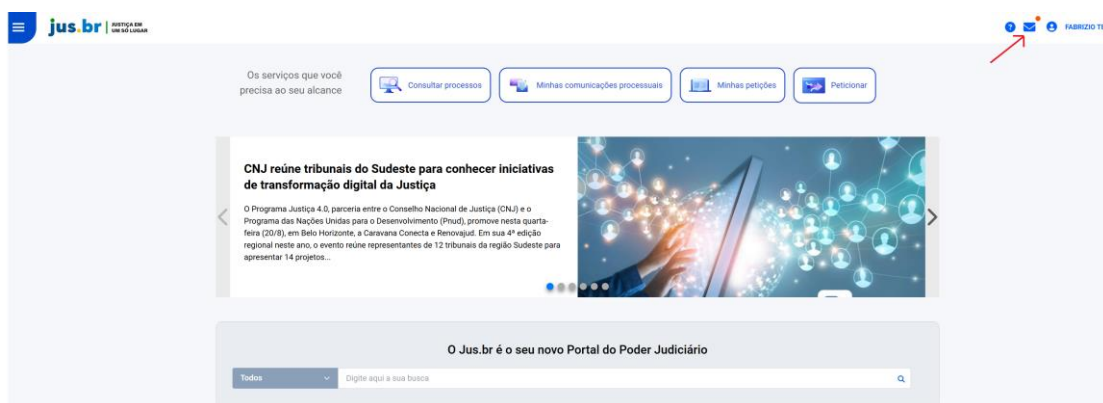 jus.br | JUSTIÇA EM
UM SÓ LUGAR
FABRIZIO TE
Os serviços que você
precisa ao seu alcance
Consultar processos
Minhas comunicações processuais
Minhas petições
Peticionar
CNJ reúne tribunais do Sudeste para conhecer iniciativas
de transformação digital da Justiça
O Programa Justiça 4.0, parceria entre o Conselho Nacional de Justiça (CNJ) e o
Programa das Nações Unidas para o Desenvolvimento (Pnud), promove nesta quarta-
feira (20/8), em Belo Horizonte, a Caravana Conecta e Renovajud. Em sua 4ª edição
regional neste ano, o evento reúne representantes de 12 tribunais da região Sudeste para
apresentar 14 projetos...
O Jus.br é o seu novo Portal do Poder Judiciário
Todos
Digite aqui a sua busca